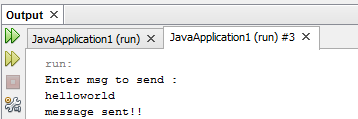 Output
JavaApplication1 (run)
JavaApplication1 (run) #3
run:
Enter msg to send :
helloworld
message sent!!